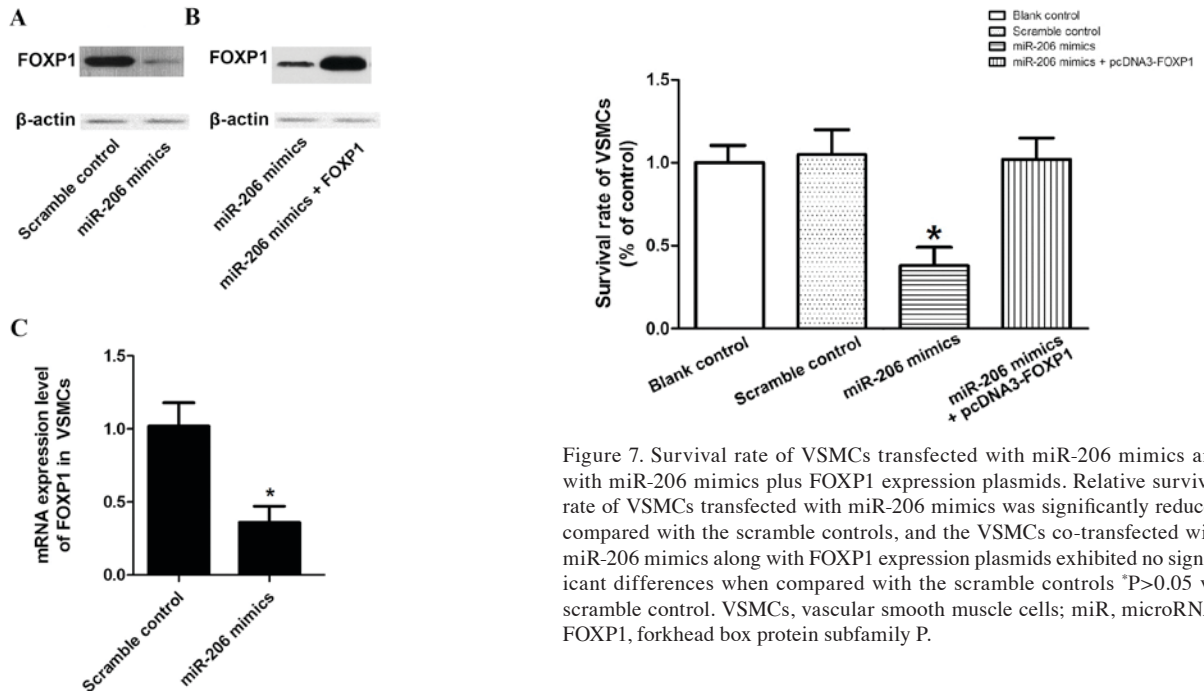 A
B
FOXP1
FOXP1
β-actin
β-actin
Scramble control
miR-206 mimics
miR-206 mimics
miR-206 mimics + FOXP1
C
mRNA expression level
of FOXP1 in VSMCs
1.5
1.0
0.5
0.0
*
Scramble control
miR-206 mimics
Blank control
Scramble control
miR-206 mimics
miR-206 mimics + pcDNA3-FOXP1
Survival rate of VSMCs
(% of control)
1.5
1.0
0.5
0.0
*
Blank control
Scramble control
miR-206 mimics
miR-206 mimics
+ pcDNA3-FOXP1
Figure 7. Survival rate of VSMCs transfected with miR-206 mimics
with miR-206 mimics plus FOXP1 expression plasmids. Relative
rate of VSMCs transfected with miR-206 mimics was significantly
compared with the scramble controls, and the VSMCs co-transfected
miR-206 mimics along with FOXP1 expression plasmids exhibited no
icant differences when compared with the scramble controls *P>0.05
scramble control. VSMCs, vascular smooth muscle cells; miR,
FOXP1, forkhead box protein subfamily P.